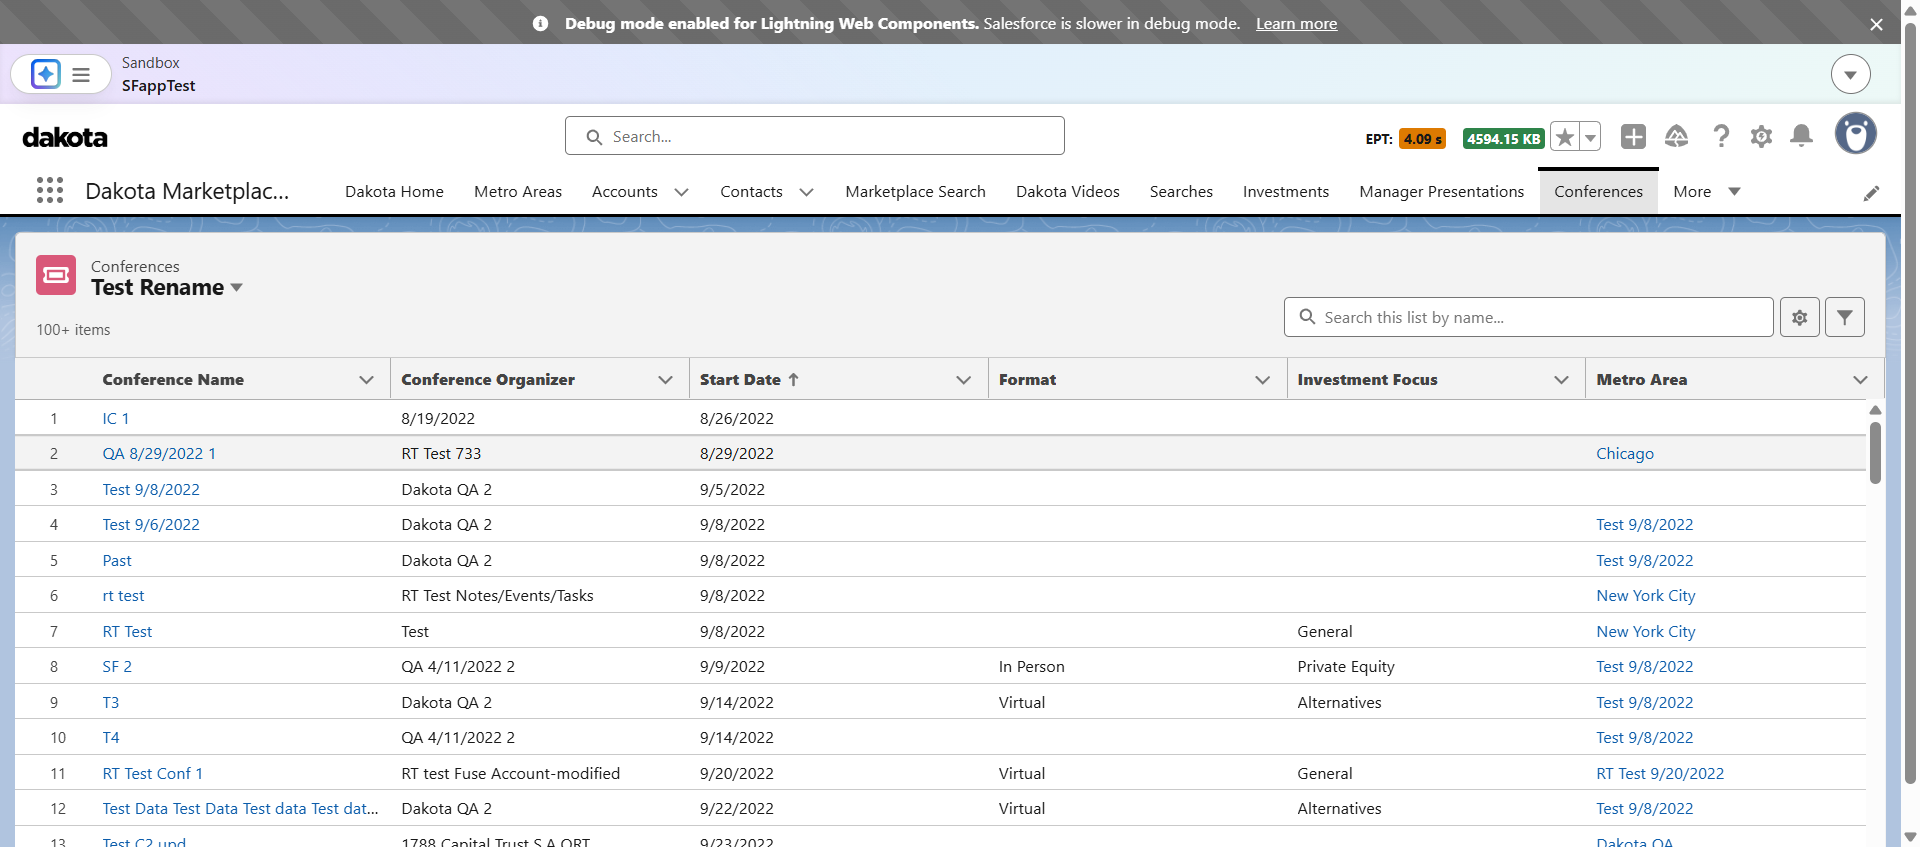 Debug mode enabled for Lightning Web Components. Salesforce is slower in debug mode. Learn more
Sandbox
SFappTest
dakota
Search...
EPT: 4.09 s 4594.15 KB
Dakota Marketplac... Dakota Home Metro Areas Accounts Contacts Marketplace Search Dakota Videos Searches Investments Manager Presentations Conferences More
Conferences
Test Rename
100+ items
Search this list by name...
Conference Name Conference Organizer Start Date Format Investment Focus Metro Area
1 IC 1 8/19/2022 8/26/2022
2 QA 8/29/2022 1 RT Test 733 8/29/2022 Chicago
3 Test 9/8/2022 Dakota QA 2 9/5/2022
4 Test 9/6/2022 Dakota QA 2 9/8/2022 Test 9/8/2022
5 Past Dakota QA 2 9/8/2022 Test 9/8/2022
6 rt test RT Test Notes/Events/Tasks 9/8/2022 New York City
7 RT Test Test 9/8/2022 General New York City
8 SF 2 QA 4/11/2022 2 9/9/2022 In Person Private Equity Test 9/8/2022
9 T3 Dakota QA 2 9/14/2022 Virtual Alternatives Test 9/8/2022
10 T4 QA 4/11/2022 2 9/14/2022 Test 9/8/2022
11 RT Test Conf 1 RT test Fuse Account-modified 9/20/2022 Virtual General RT Test 9/20/2022
12 Test Data Test Data Test data Test dat... Dakota QA 2 9/22/2022 Virtual Alternatives Test 9/8/2022
13 Test C2 und 1788 Capital Trust S.A ORT 9/23/2022 Dakota QA